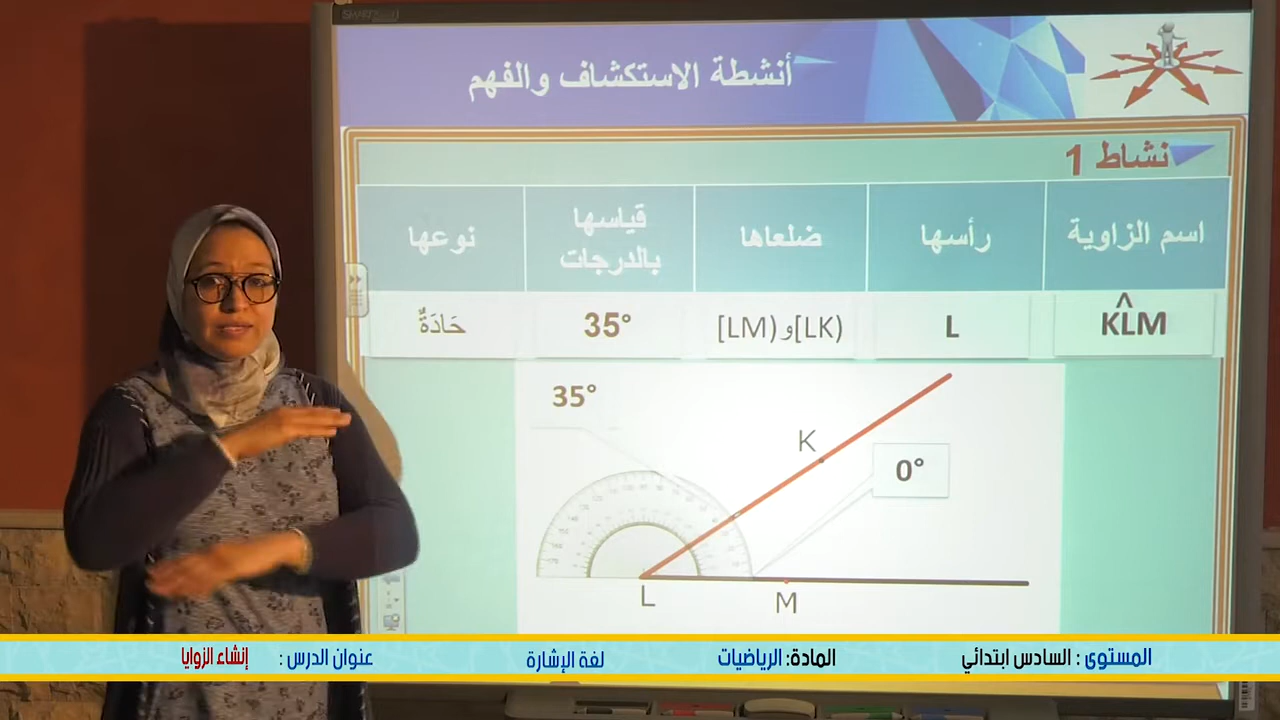 SMART
أنشطة الاستكشاف والفهم
نشاط 1
اسم الزاوية رأسها ضلعاها قياسها بالدرجات نوعها
KLM L [LK) و [LM) 35° حَادَةٌ
35°
K
0°
L
M
المستوى : السادس ابتدائي المادة: الرياضيات لغة الإشارة عنوان الدرس : إنشاء الزوايا